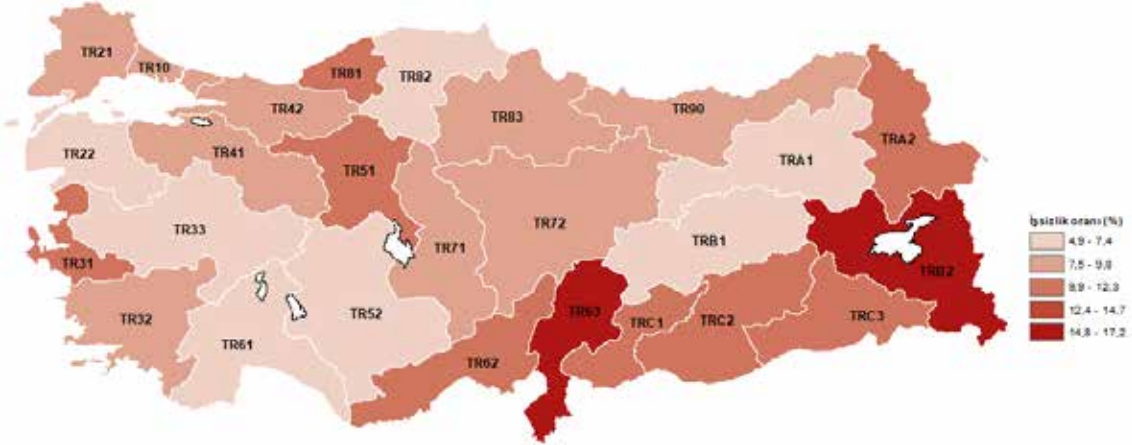 TR21
TR10
TR81
TR82
TR42
TR83
TR90
TRA2
TR22
TR41
TR51
TRA1
TR33
TR72
TRB1
TR71
TR31
TRB2
TR32
TR52
TR63
TRC1
TRC2
TRC3
TR61
TR62
İşsizlik oranı (%)
4,9 - 7,4
7,5 - 9,8
9,9 - 12,3
12,4 - 14,7
14,8 - 17,2